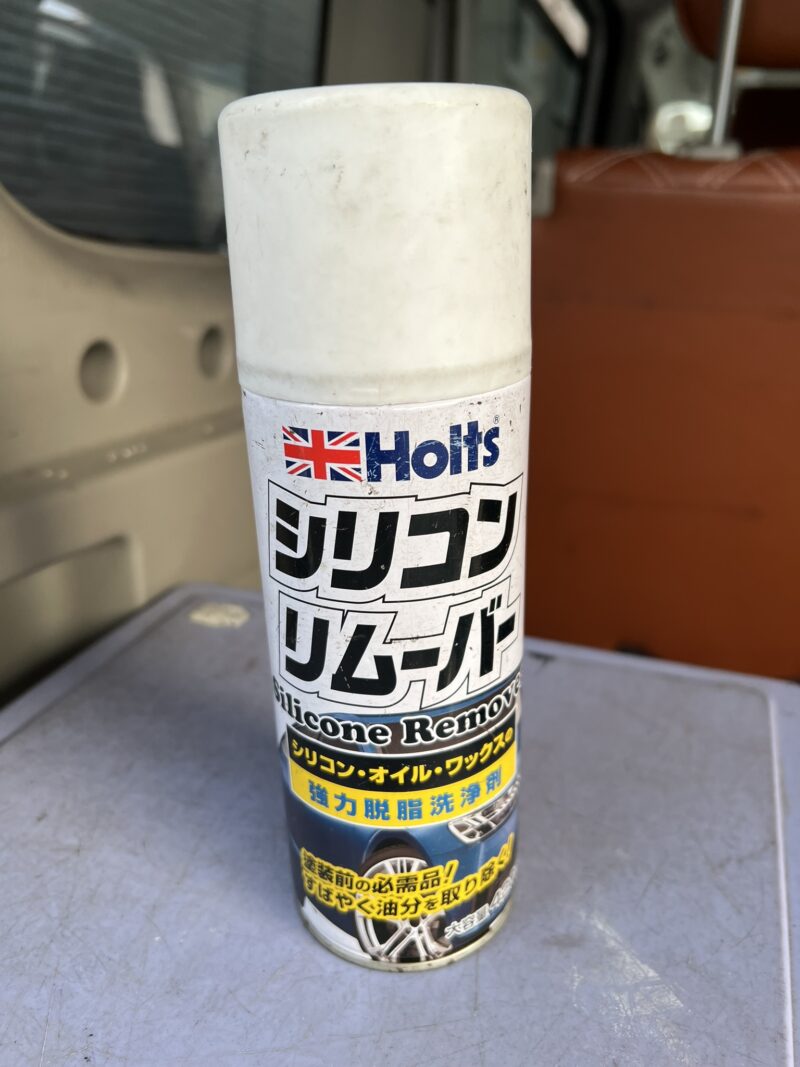 Holts®
シリコン
リムーバー
Silicone Remover
シリコン・オイル・ワックスの
強力脱脂洗浄剤
塗装前の必需品!
すばやく油分を取り除く!
大容量